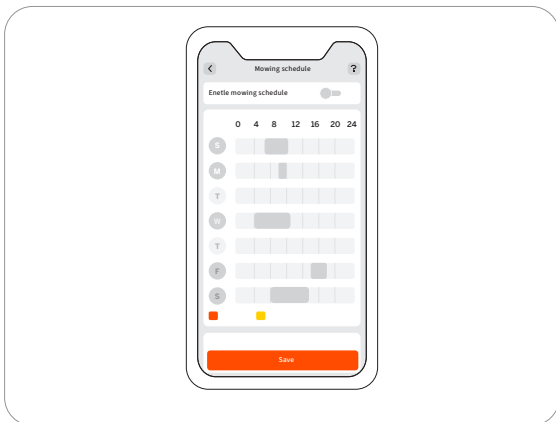 Mowing schedule ?
Enetle mowing schedule
0 4 8 12 16 20 24
S
M
T
W
T
F
S
Save